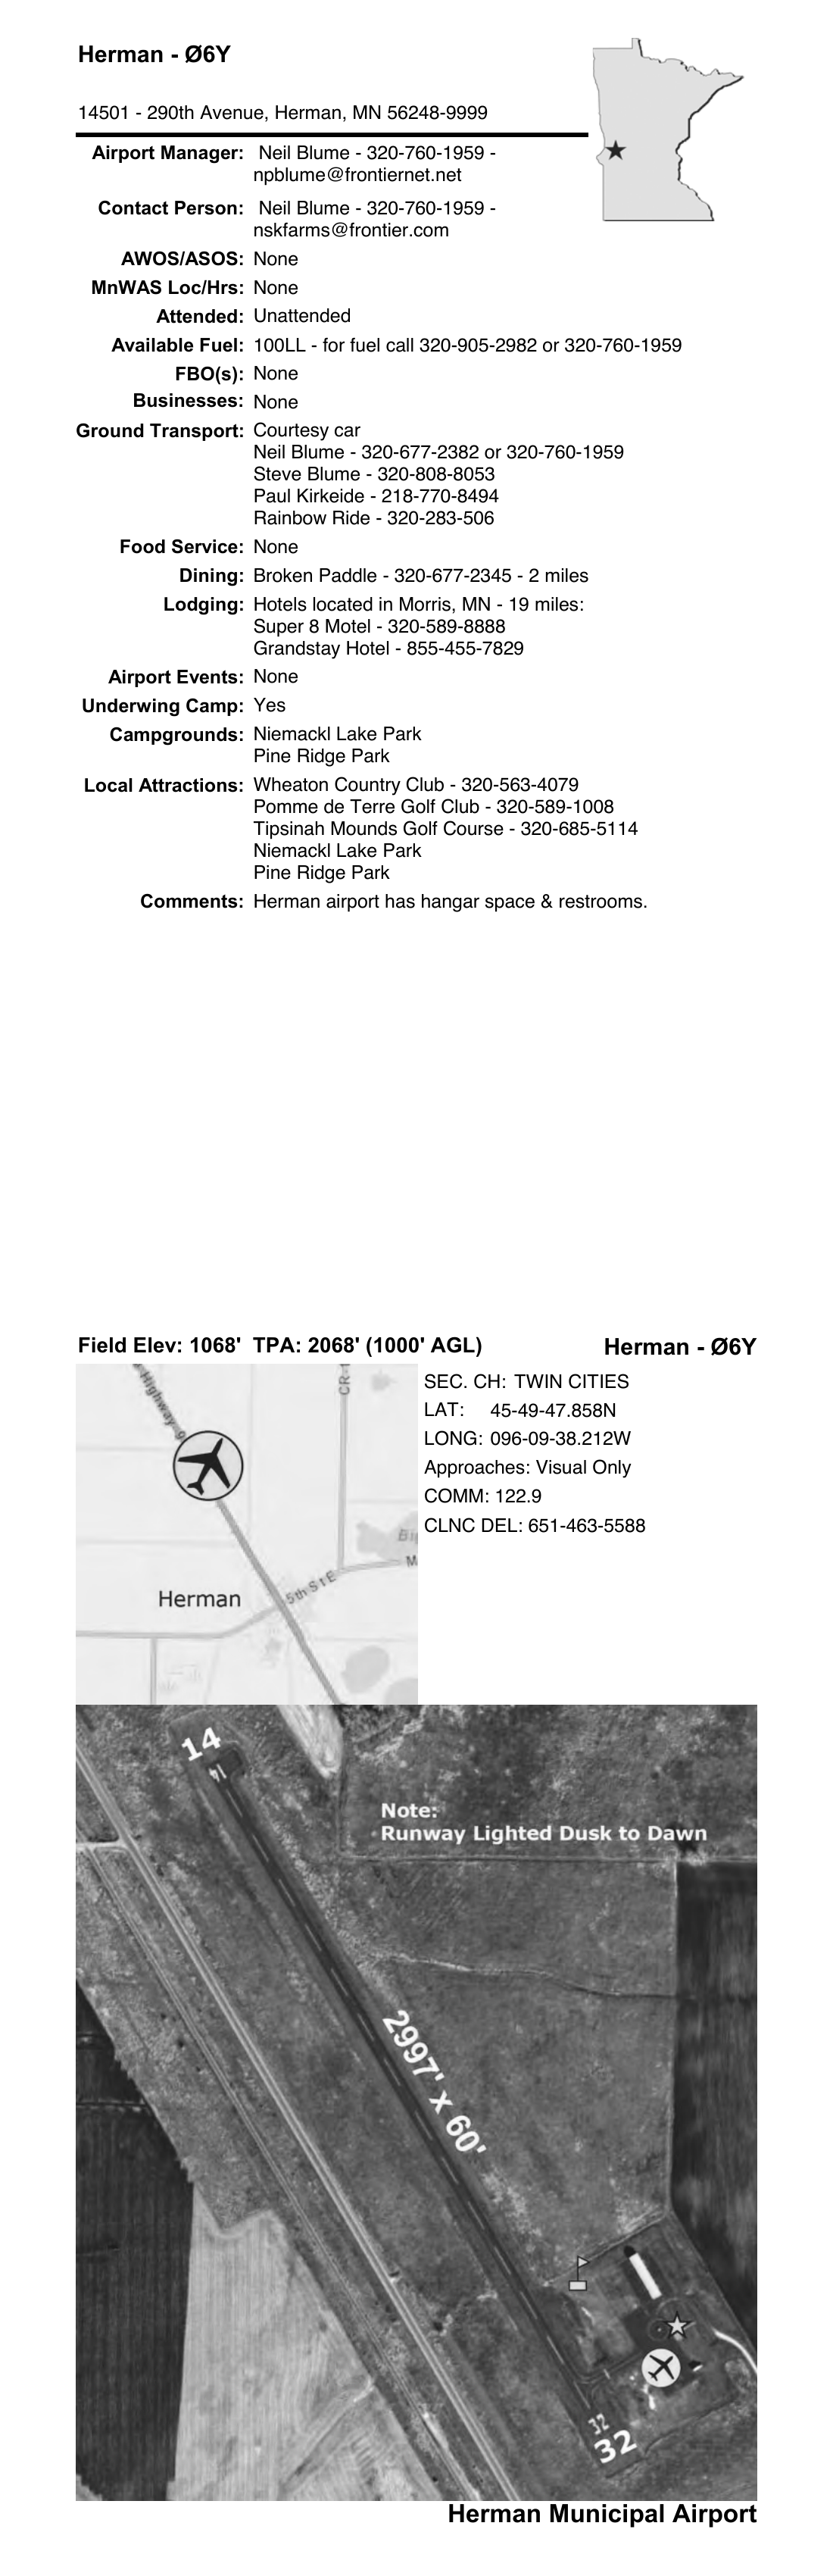 Herman - Ø6Y
14501 - 290th Avenue, Herman, MN 56248-9999
Airport Manager: Neil Blume - 320-760-1959 -
npblume@frontiernet.net
Contact Person: Neil Blume - 320-760-1959 -
nskfarms@frontier.com
AWOS/ASOS: None
MnWAS Loc/Hrs: None
Attended: Unattended
Available Fuel: 100LL - for fuel call 320-905-2982 or 320-760-1959
FBO(s): None
Businesses: None
Ground Transport: Courtesy car
Neil Blume - 320-677-2382 or 320-760-1959
Steve Blume - 320-808-8053
Paul Kirkeide - 218-770-8494
Rainbow Ride - 320-283-506
Food Service: None
Dining: Broken Paddle - 320-677-2345 - 2 miles
Lodging: Hotels located in Morris, MN - 19 miles:
Super 8 Motel - 320-589-8888
Grandstay Hotel - 855-455-7829
Airport Events: None
Underwing Camp: Yes
Campgrounds: Niemackl Lake Park
Pine Ridge Park
Local Attractions: Wheaton Country Club - 320-563-4079
Pomme de Terre Golf Club - 320-589-1008
Tipsinah Mounds Golf Course - 320-685-5114
Niemackl Lake Park
Pine Ridge Park
Comments: Herman airport has hangar space & restrooms.
Field Elev: 1068' TPA: 2068' (1000' AGL) Herman - Ø6Y
SEC. CH: TWIN CITIES
LAT: 45-49-47.858N
LONG: 096-09-38.212W
Approaches: Visual Only
COMM: 122.9
CLNC DEL: 651-463-5588
Highway 9
CR-1
Big
M
5th St E
Herman
14
14
Note:
Runway Lighted Dusk to Dawn
2997' x 60'
32
32
Herman Municipal Airport